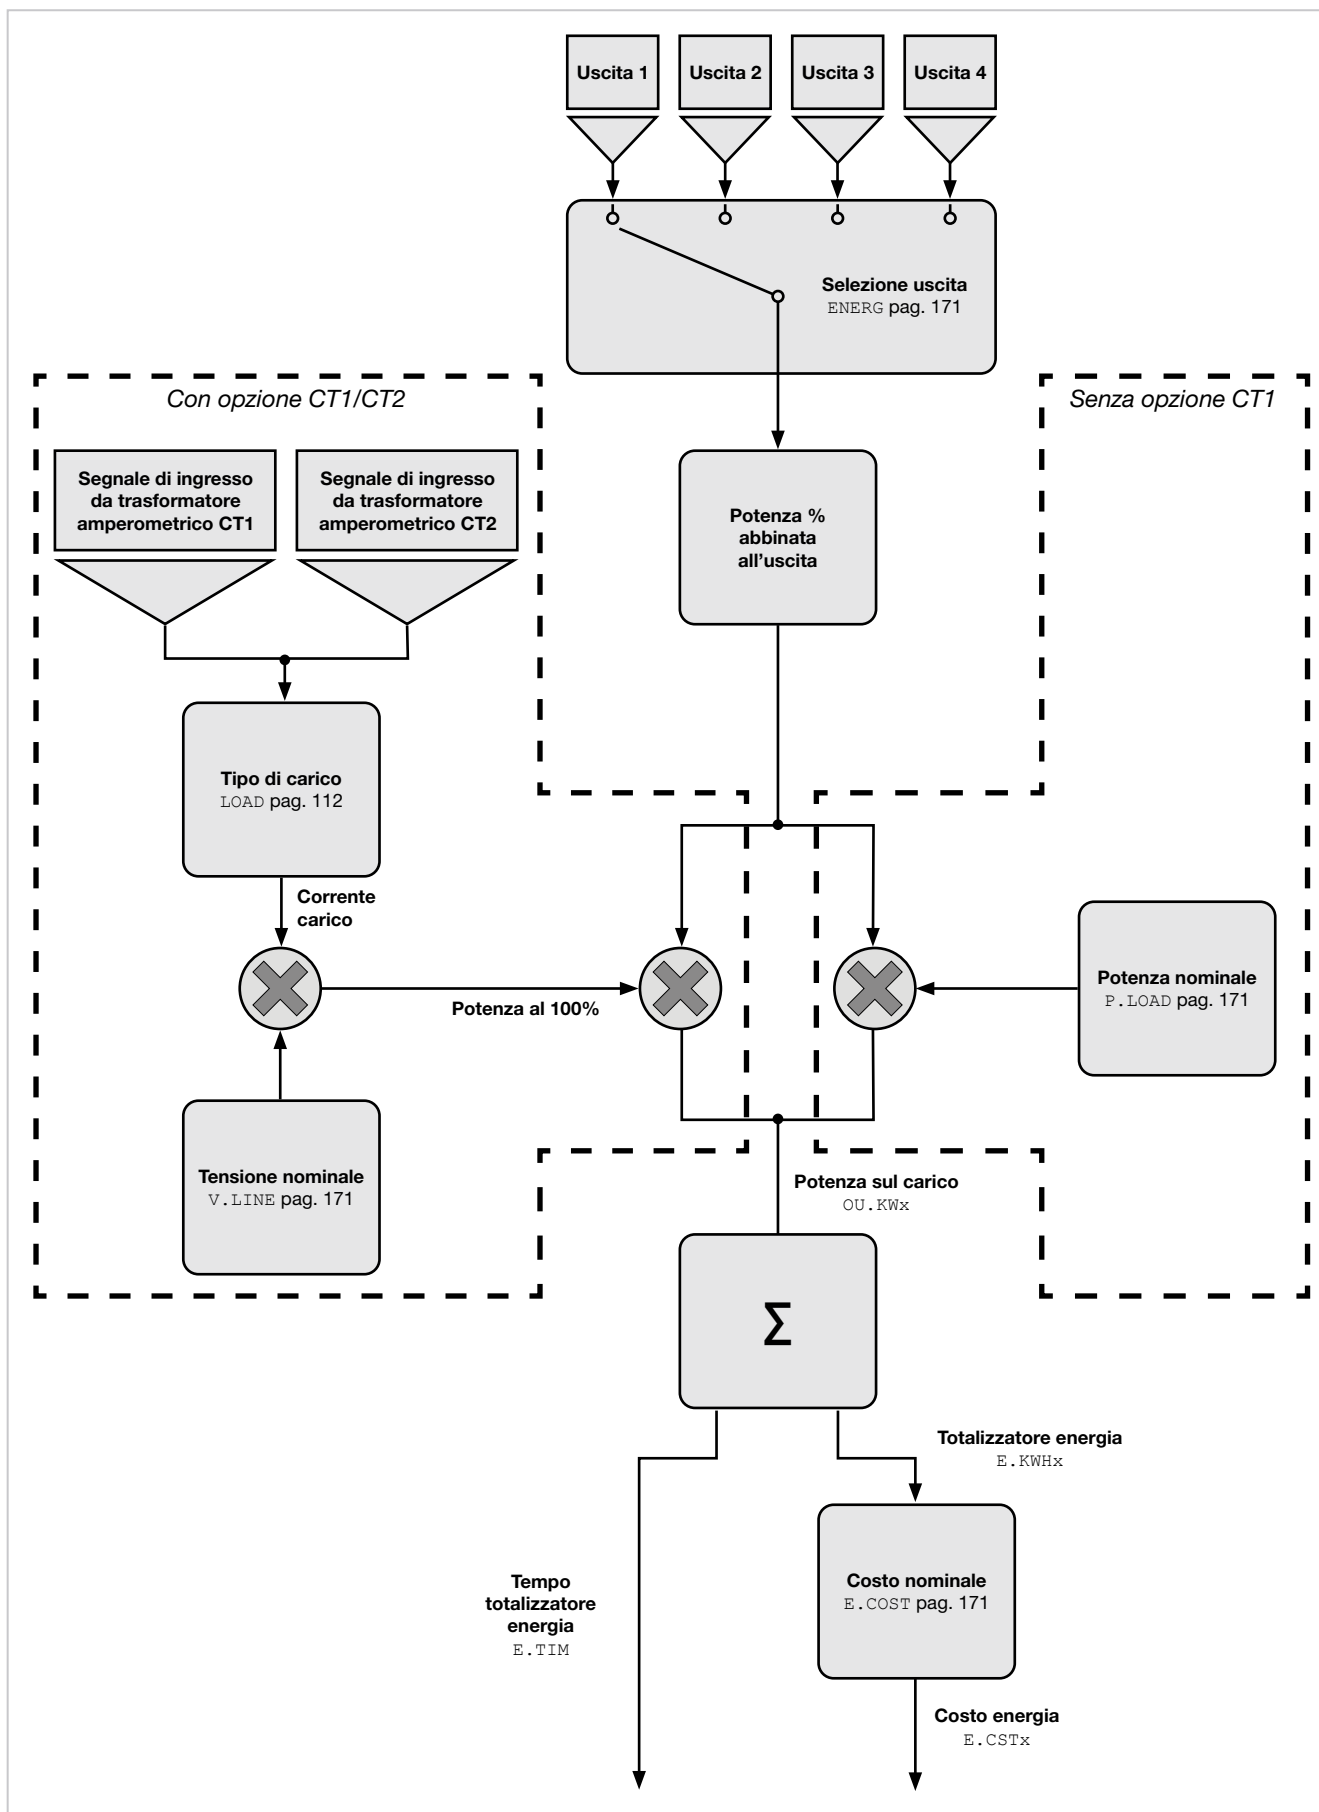 Uscita 1
Uscita 2
Uscita 3
Uscita 4
Selezione uscita
ENERG pag. 171
Con opzione CT1/CT2
Senza opzione CT1
Segnale di ingresso
da trasformatore
amperometrico CT1
Segnale di ingresso
da trasformatore
amperometrico CT2
Potenza %
abbinata
all'uscita
Tipo di carico
LOAD pag. 112
Corrente
carico
Potenza al 100%
Potenza nominale
P.LOAD pag. 171
Tensione nominale
V.LINE pag. 171
Potenza sul carico
OU.KWx
Σ
Totalizzatore energia
E.KWHx
Tempo
totalizzatore
energia
E.TIM
Costo nominale
E.COST pag. 171
Costo energia
E.CSTx